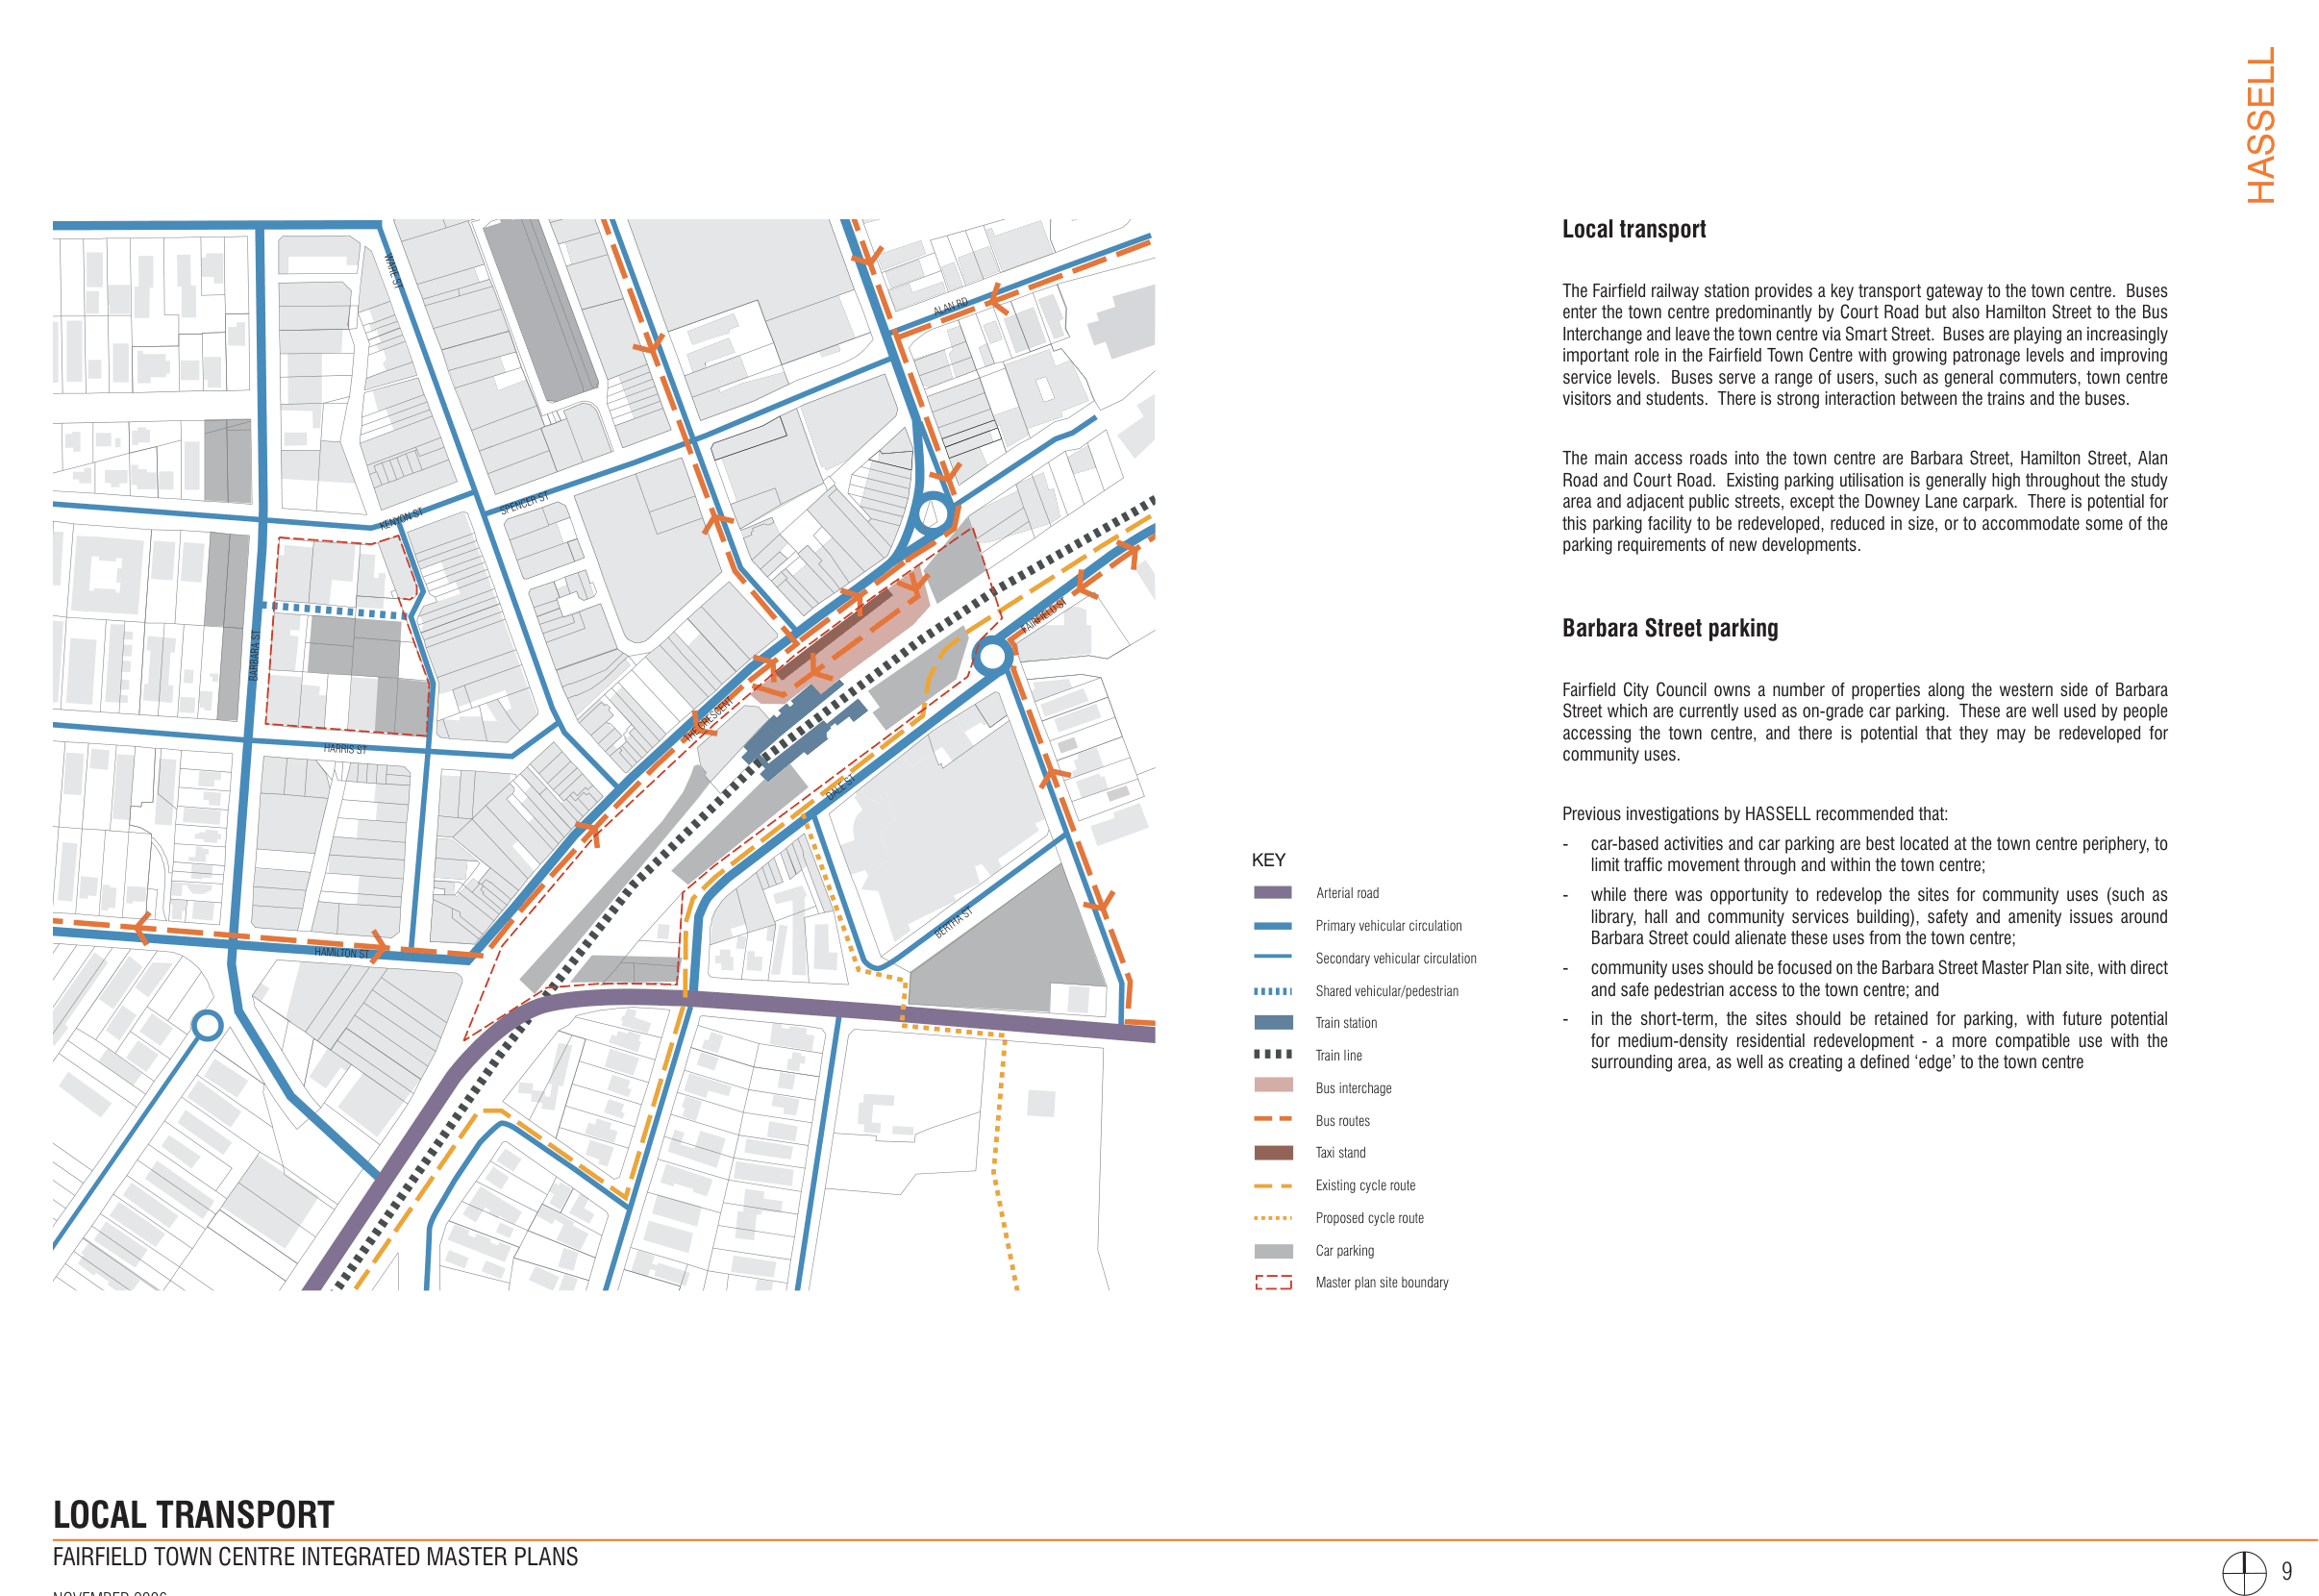 HASSELL
WARE ST
ALAN RD
SPENCER ST
KENYON ST
BARBARA ST
FAIRFIELD ST
THE CRESCENT
HARRIS ST
DALE ST
BERTHA ST
HAMILTON ST
KEY
Arterial road
Primary vehicular circulation
Secondary vehicular circulation
Shared vehicular/pedestrian
Train station
Train line
Bus interchage
Bus routes
Taxi stand
Existing cycle route
Proposed cycle route
Car parking
Master plan site boundary
Local transport
The Fairfield railway station provides a key transport gateway to the town centre. Buses
enter the town centre predominantly by Court Road but also Hamilton Street to the Bus
Interchange and leave the town centre via Smart Street. Buses are playing an increasingly
important role in the Fairfield Town Centre with growing patronage levels and improving
service levels. Buses serve a range of users, such as general commuters, town centre
visitors and students. There is strong interaction between the trains and the buses.
The main access roads into the town centre are Barbara Street, Hamilton Street, Alan
Road and Court Road. Existing parking utilisation is generally high throughout the study
area and adjacent public streets, except the Downey Lane carpark. There is potential for
this parking facility to be redeveloped, reduced in size, or to accommodate some of the
parking requirements of new developments.
Barbara Street parking
Fairfield City Council owns a number of properties along the western side of Barbara
Street which are currently used as on-grade car parking. These are well used by people
accessing the town centre, and there is potential that they may be redeveloped for
community uses.
Previous investigations by HASSELL recommended that:
- car-based activities and car parking are best located at the town centre periphery, to
limit traffic movement through and within the town centre;
- while there was opportunity to redevelop the sites for community uses (such as
library, hall and community services building), safety and amenity issues around
Barbara Street could alienate these uses from the town centre;
- community uses should be focused on the Barbara Street Master Plan site, with direct
and safe pedestrian access to the town centre; and
- in the short-term, the sites should be retained for parking, with future potential
for medium-density residential redevelopment - a more compatible use with the
surrounding area, as well as creating a defined ‘edge’ to the town centre
LOCAL TRANSPORT
FAIRFIELD TOWN CENTRE INTEGRATED MASTER PLANS
NOVEMBER 2006
9